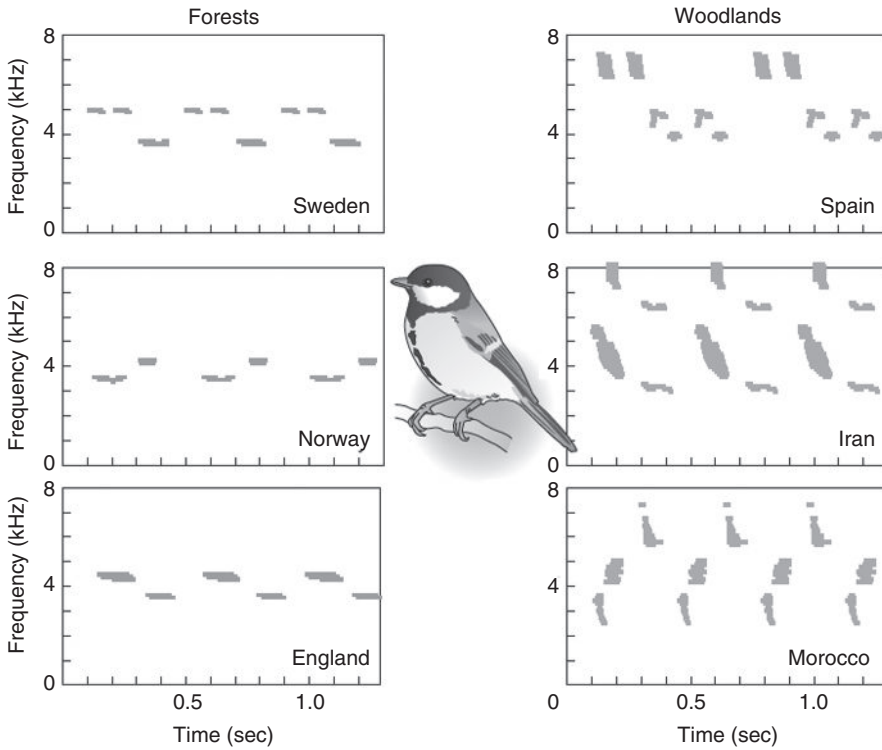 Forests
Frequency (kHz)
8
4
0
Sweden
Woodlands
8
4
0
Spain
Frequency (kHz)
8
4
0
Norway
8
4
0
Iran
Frequency (kHz)
8
4
0
England
0.5
1.0
Time (sec)
8
4
0
Morocco
0.5
1.0
Time (sec)